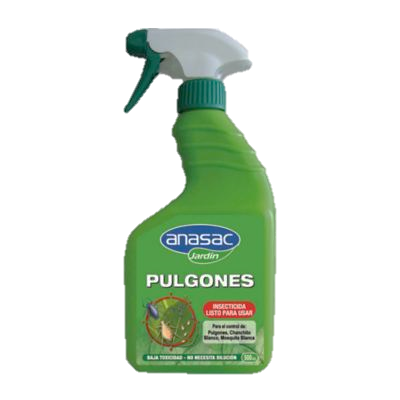 anasac
Jardín
PULGONES
INSECTICIDA
LISTO PARA USAR
Para el control de:
Pulgones, Chanchito
Blanco, Mosquita Blanca
BAJA TOXICIDAD - NO NECESITA DILUCIÓN
500